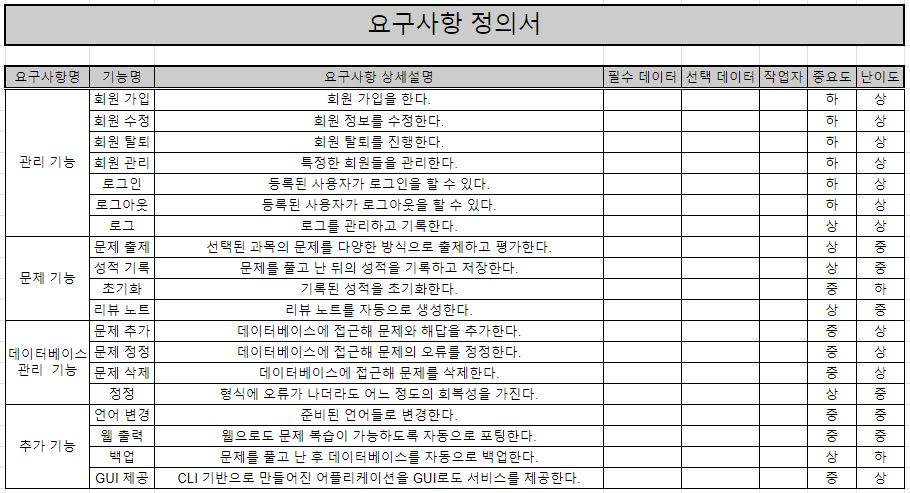 요구사항 정의서
요구사항명 기능명 요구사항 상세설명 필수 데이터 선택 데이터 작업자 중요도 난이도
관리 기능 회원 가입 회원 가입을 한다. 하 상
회원 수정 회원 정보를 수정한다. 하 상
회원 탈퇴 회원 탈퇴를 진행한다. 하 상
회원 관리 특정한 회원들을 관리한다. 하 상
로그인 등록된 사용자가 로그인을 할 수 있다. 하 상
로그아웃 등록된 사용자가 로그아웃을 할 수 있다. 하 상
로그 로그를 관리하고 기록한다. 상 상
문제 기능 문제 출제 선택된 과목의 문제를 다양한 방식으로 출제하고 평가한다. 상 중
성적 기록 문제를 풀고 난 뒤의 성적을 기록하고 저장한다. 상 중
초기화 기록된 성적을 초기화한다. 중 하
리뷰 노트 리뷰 노트를 자동으로 생성한다. 상 중
데이터베이스 관리 기능 문제 추가 데이터베이스에 접근해 문제와 해답을 추가한다. 중 상
문제 정정 데이터베이스에 접근해 문제의 오류를 정정한다. 중 상
문제 삭제 데이터베이스에 접근해 문제를 삭제한다. 중 상
정정 형식에 오류가 나더라도 어느 정도의 회복성을 가진다. 상 중
추가 기능 언어 변경 준비된 언어들로 변경한다. 중 중
웹 출력 웹으로도 문제 복습이 가능하도록 자동으로 포팅한다. 중 중
백업 문제를 풀고 난 후 데이터베이스를 자동으로 백업한다. 상 하
GUI 제공 CLI 기반으로 만들어진 어플리케이션을 GUI로도 서비스를 제공한다. 중 상